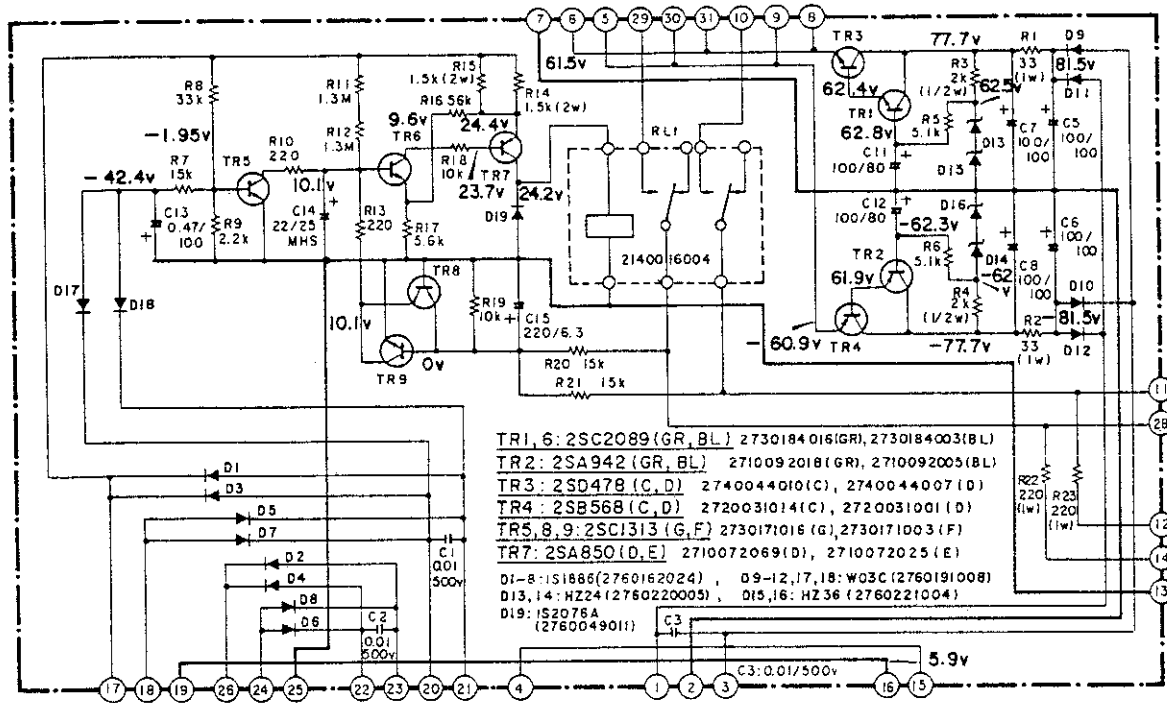 7 6 5 29 30 31 10 9 8
61.5v
TR3
77.7v
R1
33
(1w)
D9
81.5v
D11
R3
2k
(1/2w)
62.5v
62.4v
TR1
62.8v
R5
5.1k
D13
C7
100/
100
C5
100/
100
C11
100/80
D15
R15
1.5k(2w)
R14
1.5k(2w)
R8
33k
R11
1.3M
R16 56k
9.6v
24.4v
R12
1.3M
TR6
-1.95v
R10
220
R7
15k
TR5
R18
10k
TR7
23.7v
24.2v
RL1
-42.4v
10.1v
C13
0.47/
100
R9
2.2k
C14
22/25
MHS
R13
220
R17
5.6k
D19
C12
100/80
D16
-62.3v
R6
5.1k
D14
-62
v
C8
100/
100
C6
100/
100
2140016004
TR2
61.9v
TR8
D17
D18
R19
10k
C15
220/6.3
R4
2k
(1/2w)
D10
-81.5v
R2
33
(1w)
D12
10.1v
TR9
0v
-60.9v
TR4
-77.7v
R20 15k
R21 15k
11
28
TR1,6: 2SC2089(GR, BL) 2730184016(GR), 2730184003(BL)
TR2: 2SA942 (GR, BL) 2710092018(GR), 2710092005(BL)
TR3: 2SD478 (C, D) 2740044010(C), 2740044007(D)
TR4: 2SB568 (C, D) 2720031014(C), 2720031001(D)
TR5,8,9: 2SC1313 (G,F) 2730171016(G), 2730171003(F)
TR7: 2SA850(D,E) 2710072069(D), 2710072025(E)
D1-8:1S1886(2760162024) , D9-12,17,18: W03C(2760191008)
D13,14: HZ24(2760220005) , D15,16: HZ36 (2760221004)
D19: 1S2076A
(2760049011)
R22
220
(1w)
R23
220
(1w)
12
14
13
D1
D3
D5
D7
C1
0.01
500v
D2
D4
D8
D6
C2
0.01
500v
C3
C3:0.01/500v
5.9v
17 18 19 26 24 25 22 23 20 21 4 1 2 3 16 15